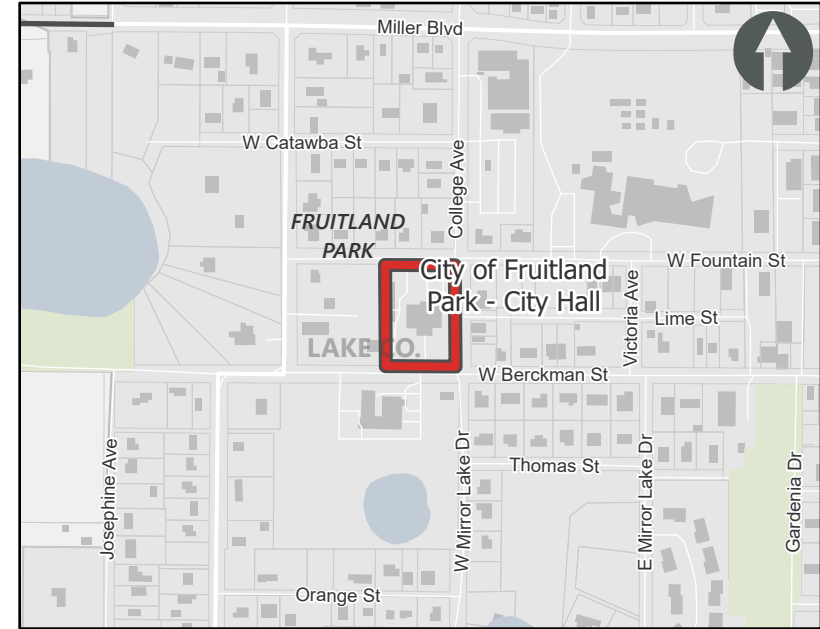 Miller Blvd
W Catawba St
College Ave
FRUITLAND
PARK
City of Fruitland
Park - City Hall
W Fountain St
Victoria Ave
Lime St
LAKE CO.
W Berckman St
Josephine Ave
W Mirror Lake Dr
Thomas St
E Mirror Lake Dr
Gardenia Dr
Orange St